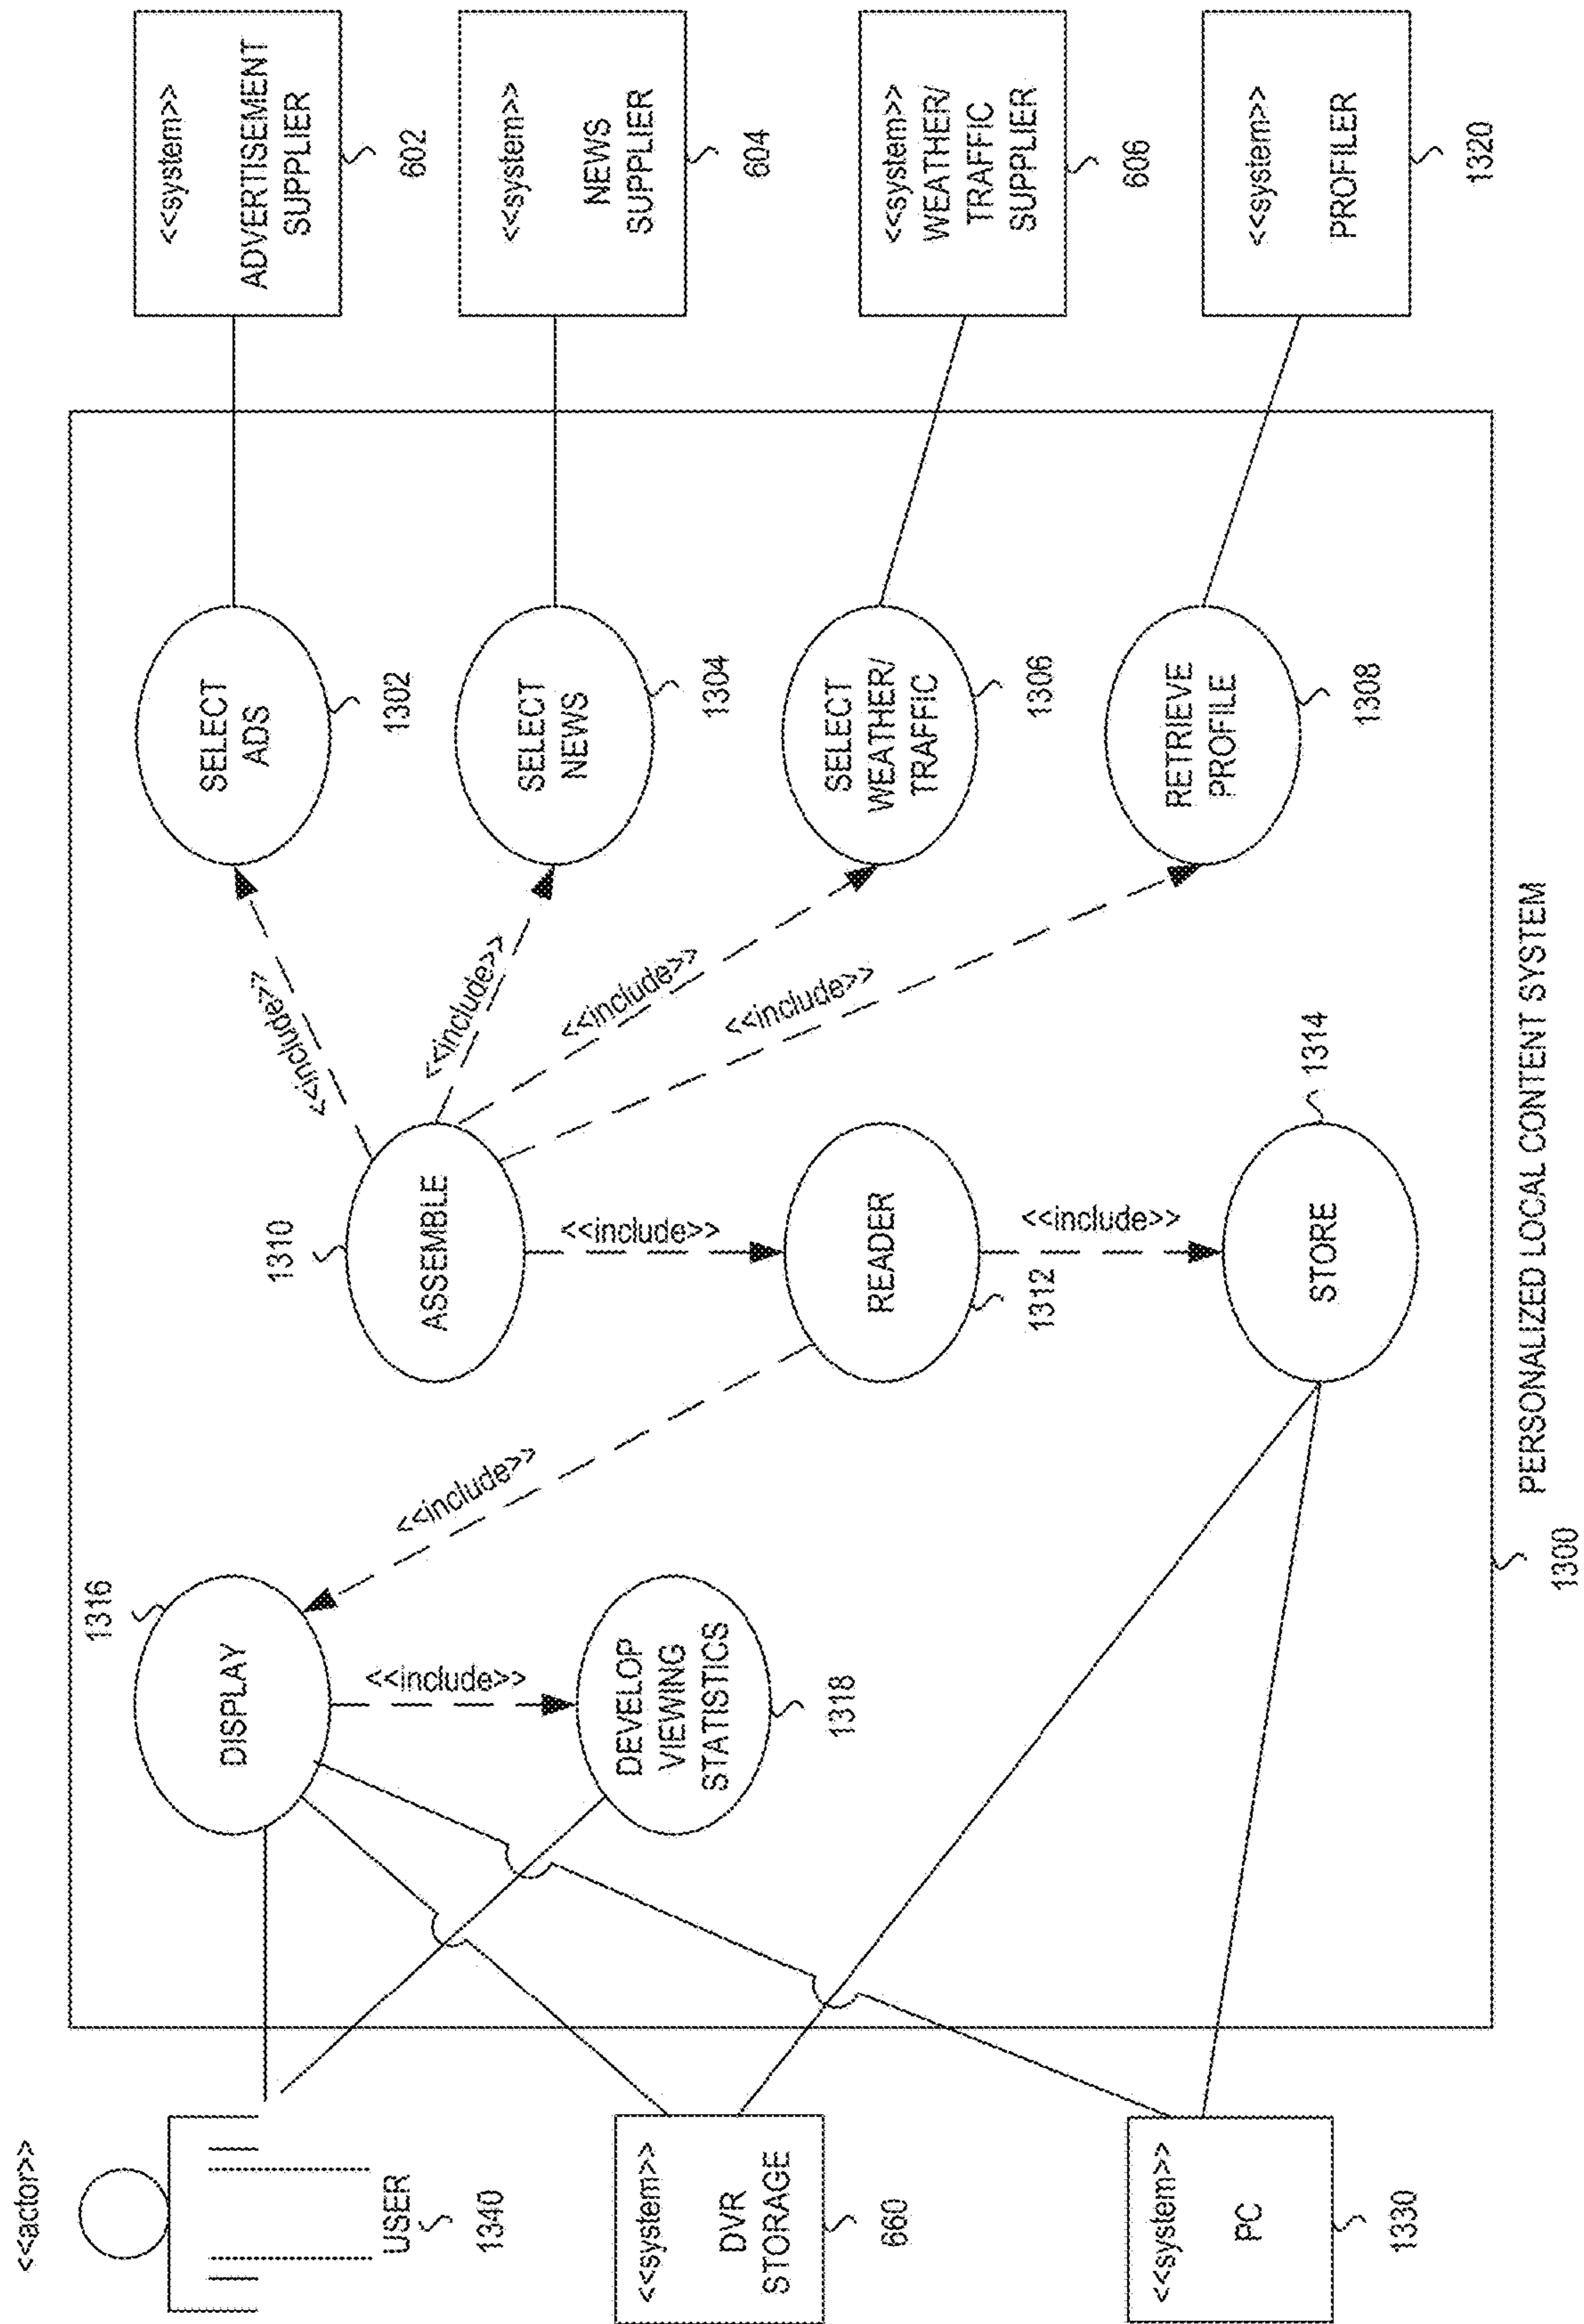 <<actor>>
USER
1340
<<system>>
DVR
STORAGE
660
<<system>>
PC
1330
1316
DISPLAY
<<include>>
DEVELOP
VIEWING
STATISTICS
1318
<<include>>
1310
ASSEMBLE
<<include>>
READER
1312
<<include>>
STORE
1314
<<include>>
<<include>>
<<include>>
<<include>>
SELECT
ADS
1302
SELECT
NEWS
1304
SELECT
WEATHER/
TRAFFIC
1306
RETRIEVE
PROFILE
1308
<<system>>
ADVERTISEMENT
SUPPLIER
602
<<system>>
NEWS
SUPPLIER
604
<<system>>
WEATHER/
TRAFFIC
SUPPLIER
606
<<system>>
PROFILER
1320
PERSONALIZED LOCAL CONTENT SYSTEM
1300